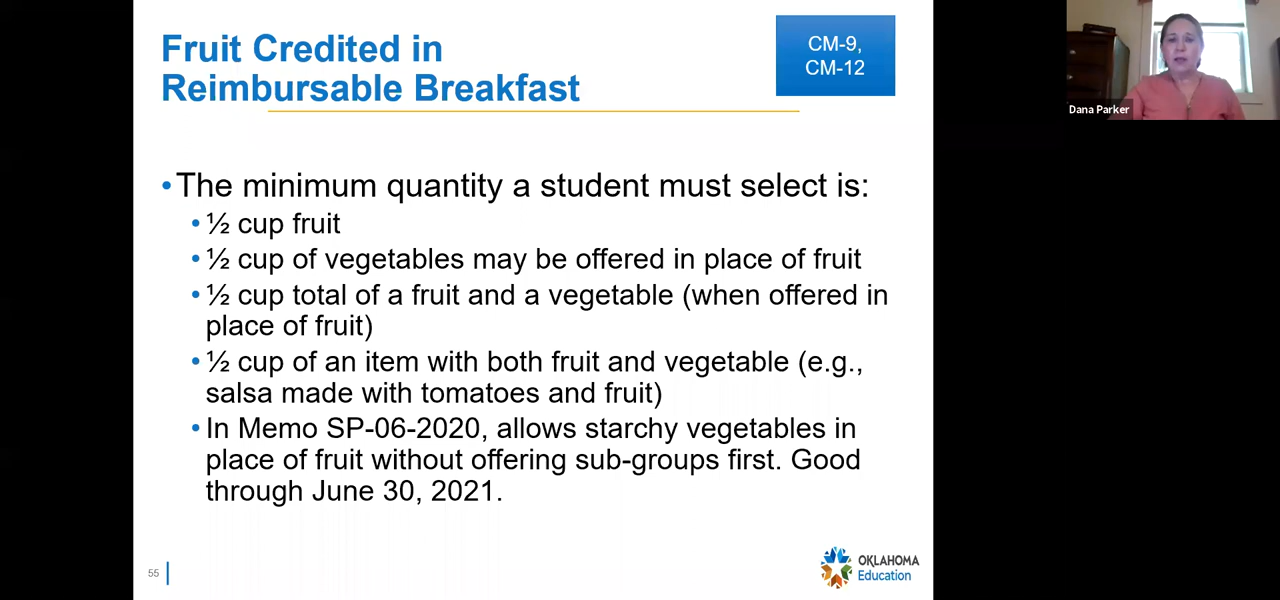 Fruit Credited in
Reimbursable Breakfast
CM-9,
CM-12
Dana Parker
•The minimum quantity a student must select is:
•½ cup fruit
•½ cup of vegetables may be offered in place of fruit
•½ cup total of a fruit and a vegetable (when offered in
place of fruit)
•½ cup of an item with both fruit and vegetable (e.g.,
salsa made with tomatoes and fruit)
•In Memo SP-06-2020, allows starchy vegetables in
place of fruit without offering sub-groups first. Good
through June 30, 2021.
55
OKLAHOMA
Education